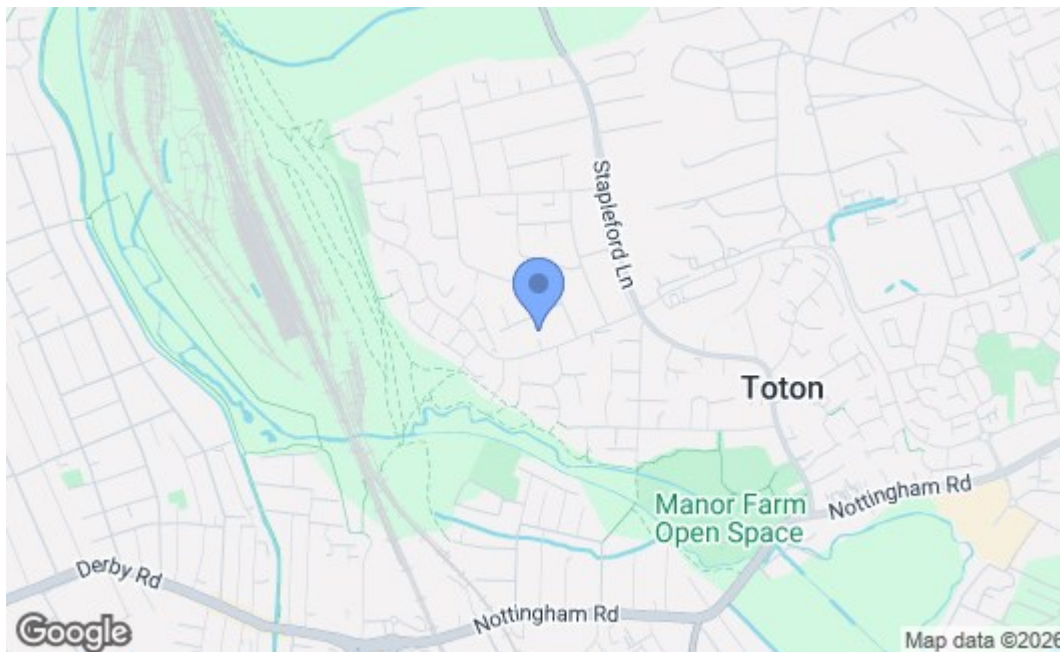 Stapleford Ln
Toton
Manor Farm
Open Space
Nottingham Rd
Derby Rd
Nottingham Rd
Google
Map data ©2026